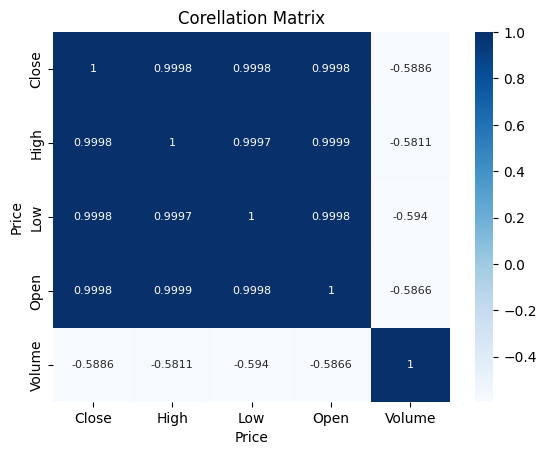 Corellation Matrix
Close 1 0.9998 0.9998 0.9998 -0.5886
High 0.9998 1 0.9997 0.9999 -0.5811
Low 0.9998 0.9997 1 0.9998 -0.594
Open 0.9998 0.9999 0.9998 1 -0.5866
Volume -0.5886 -0.5811 -0.594 -0.5866 1
Price
Close High Low Open Volume
Price
1.0
0.8
0.6
0.4
0.2
0.0
−0.2
−0.4